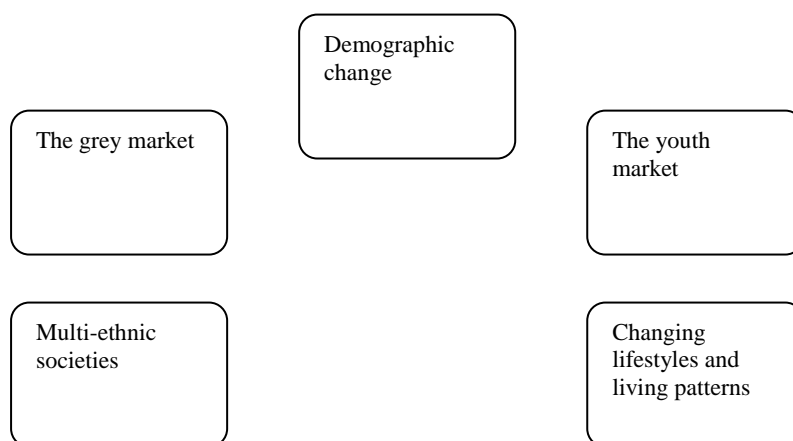 Demographic
change
The grey market
The youth
market
Multi-ethnic
societies
Changing
lifestyles and
living patterns